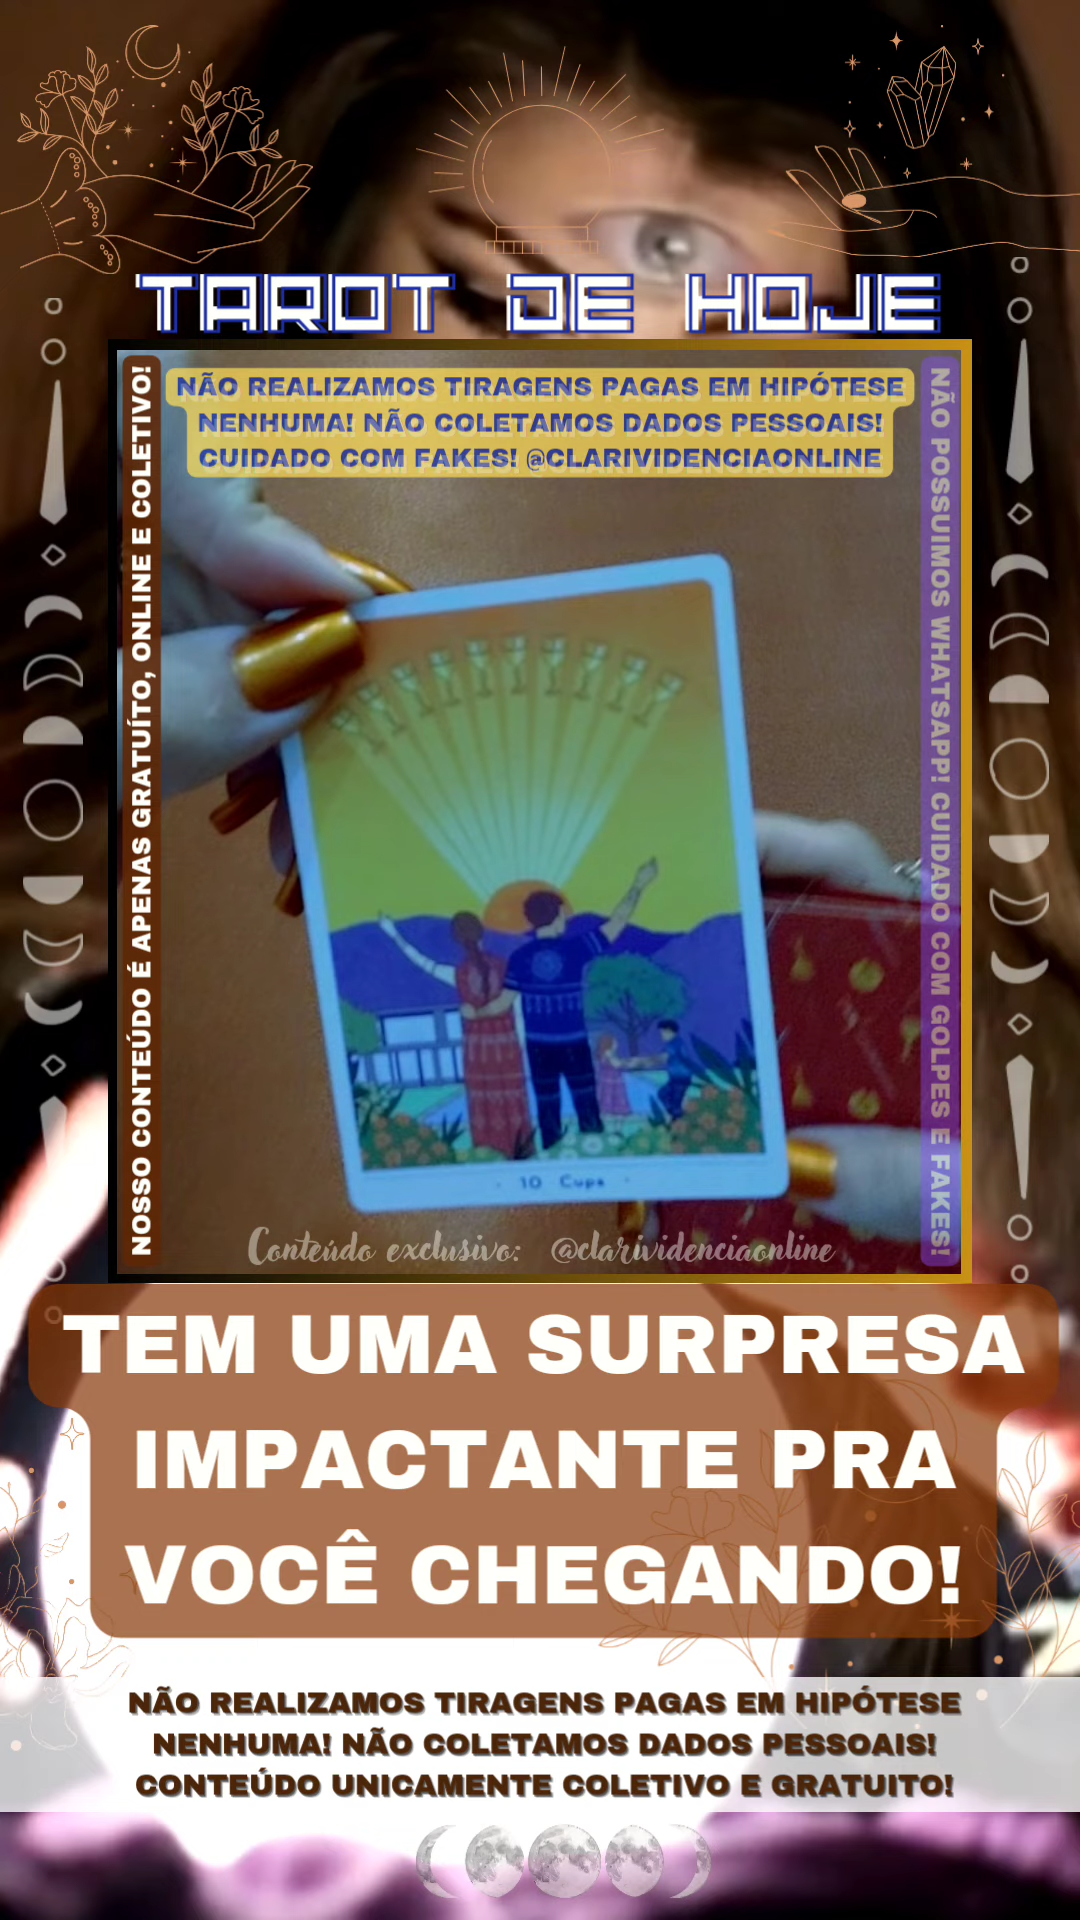 TAROT DE HOJE
NÃO REALIZAMOS TIRAGENS PAGAS EM HIPÓTESE
NENHUMA! NÃO COLETAMOS DADOS PESSOAIS!
CUIDADO COM FAKES! @CLARIVIDENCIAONLINE
NOSSO CONTEÚDO É APENAS GRATUÍTO, ONLINE E COLETIVO!
NÃO POSSUIMOS WHATSAPP! CUIDADO COM GOLPES E FAKES!
10 Cups
Conteúdo exclusivo: @clarividenciaonline
TEM UMA SURPRESA
IMPACTANTE PRA
VOCÊ CHEGANDO!
NÃO REALIZAMOS TIRAGENS PAGAS EM HIPÓTESE
NENHUMA! NÃO COLETAMOS DADOS PESSOAIS!
CONTEÚDO UNICAMENTE COLETIVO E GRATUITO!